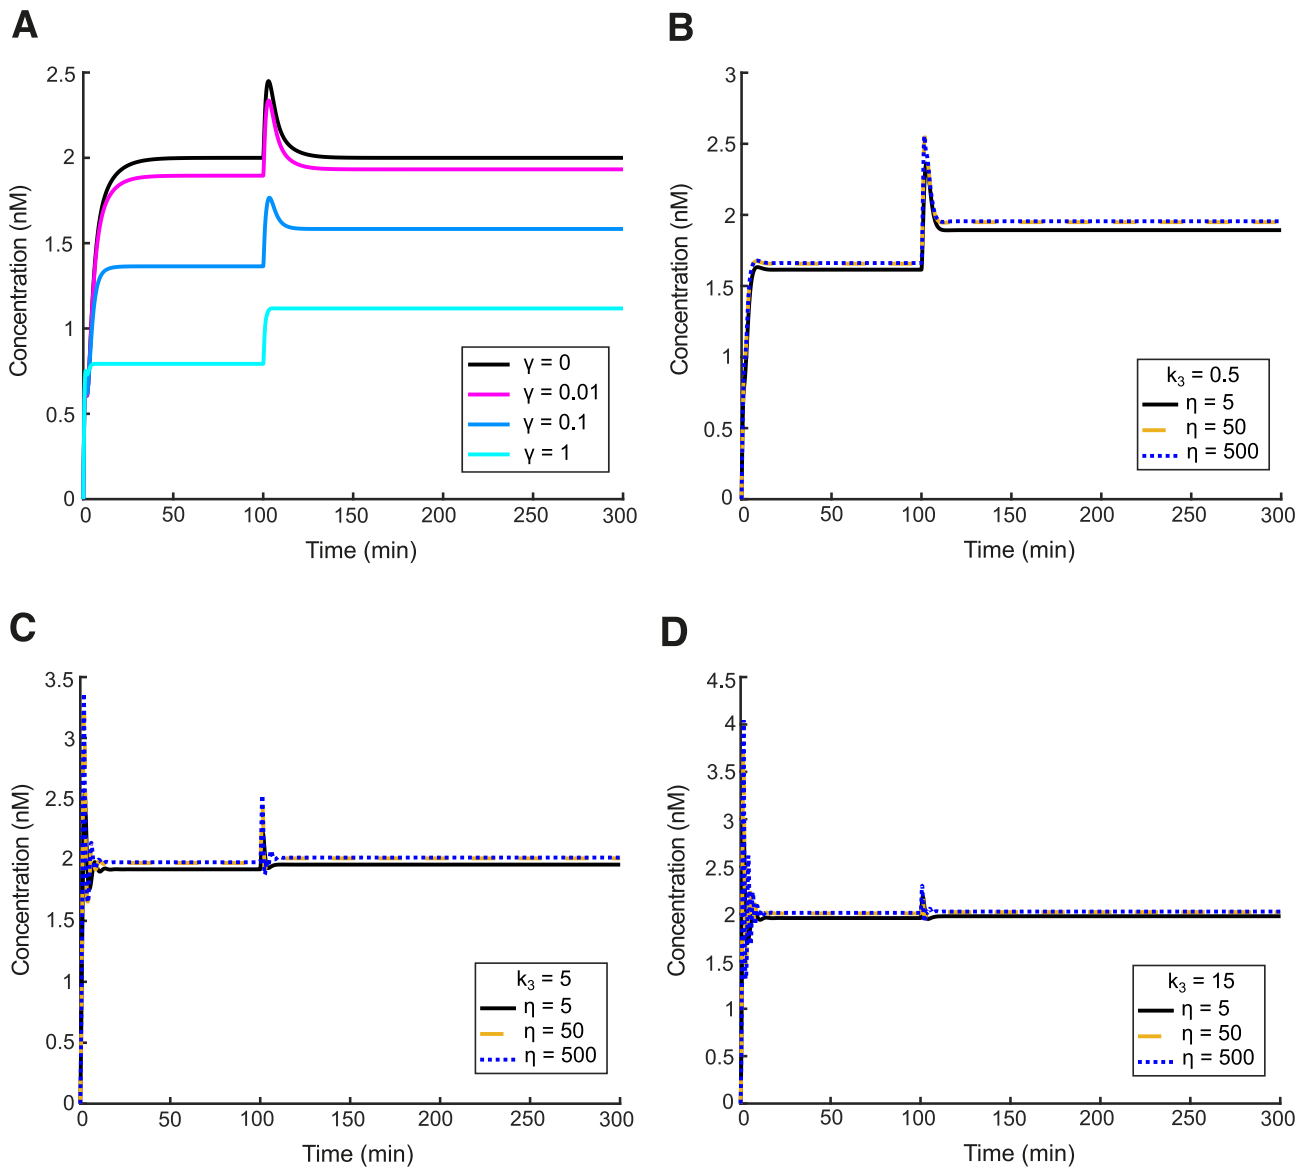 A
Concentration (nM)
2.5
2
1.5
1
0.5
0
0
50
100
150
200
250
300
Time (min)
γ = 0
γ = 0.01
γ = 0.1
γ = 1
B
Concentration (nM)
3
2.5
2
1.5
1
0.5
0
0
50
100
150
200
250
300
Time (min)
k₃ = 0.5
η = 5
η = 50
η = 500
C
Concentration (nM)
3.5
3
2.5
2
1.5
1
0.5
0
0
50
100
150
200
250
300
Time (min)
k₃ = 5
η = 5
η = 50
η = 500
D
Concentration (nM)
4.5
4
3.5
3
2.5
2
1.5
1
0.5
0
0
50
100
150
200
250
300
Time (min)
k₃ = 15
η = 5
η = 50
η = 500